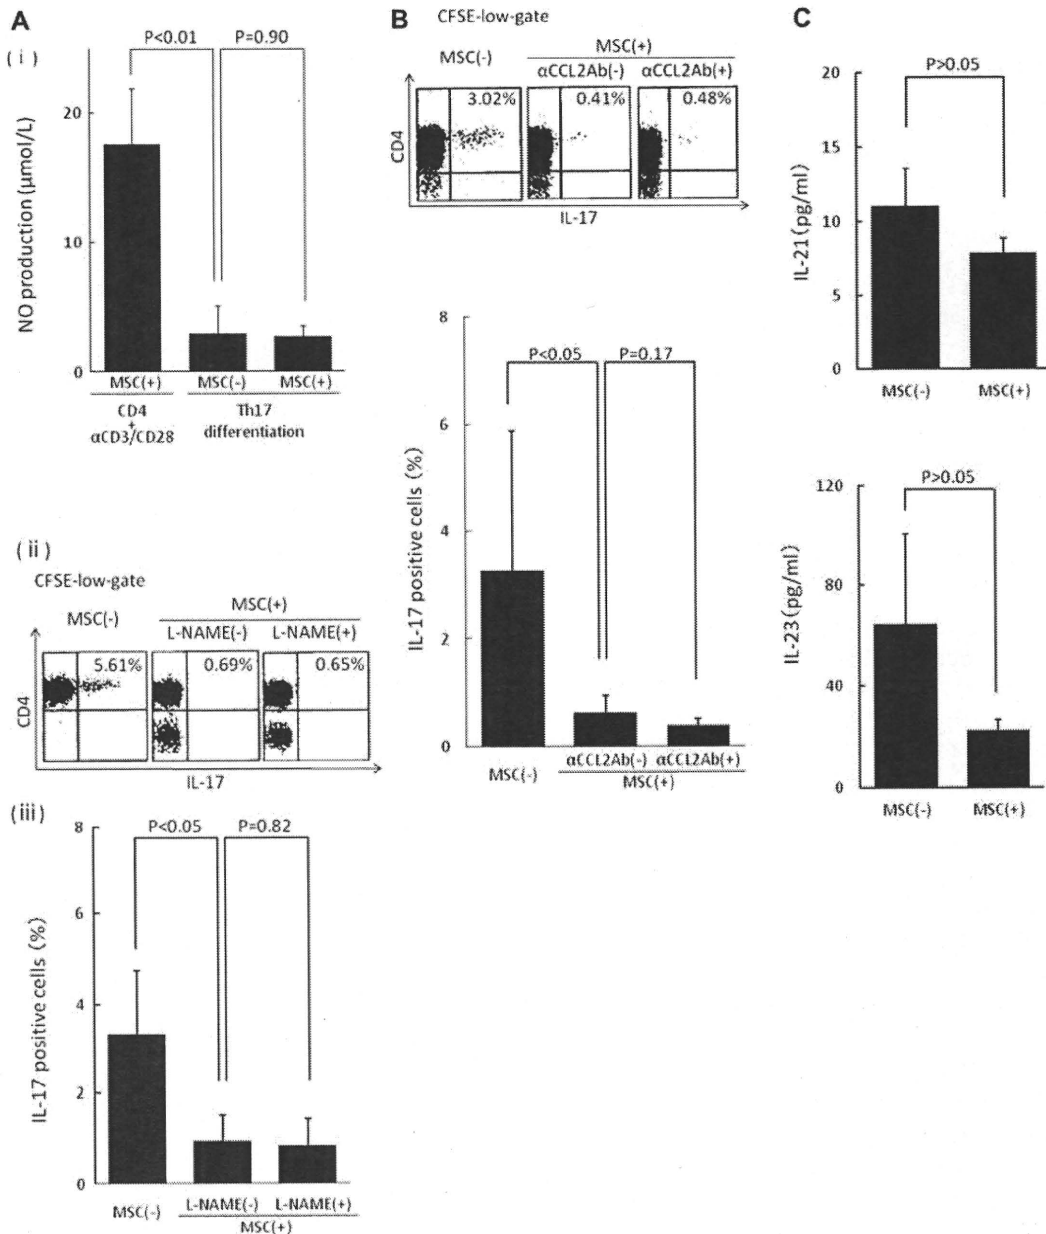 A
(i)
P<0.01
P=0.90
NO production (μmol/L)
20
10
0
MSC(+)
MSC(-)
MSC(+)
CD4
+
αCD3/CD28
Th17
differentiation
(ii)
CFSE-low-gate
MSC(-)
MSC(+)
L-NAME(-)
L-NAME(+)
5.61%
0.69%
0.65%
CD4
IL-17
(iii)
P<0.05
P=0.82
IL-17 positive cells (%)
8
6
4
2
0
MSC(-)
L-NAME(-)
L-NAME(+)
MSC(+)
B
CFSE-low-gate
MSC(-)
MSC(+)
αCCL2Ab(-)
αCCL2Ab(+)
3.02%
0.41%
0.48%
CD4
IL-17
P<0.05
P=0.17
IL-17 positive cells (%)
8
6
4
2
0
MSC(-)
αCCL2Ab(-)
αCCL2Ab(+)
MSC(+)
C
P>0.05
IL-21(pg/ml)
20
15
10
5
0
MSC(-)
MSC(+)
P>0.05
IL-23(pg/ml)
120
80
40
0
MSC(-)
MSC(+)